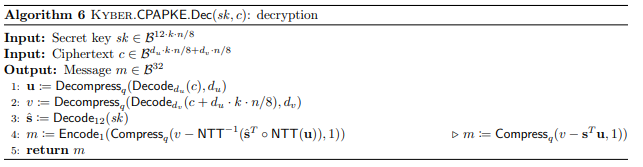 Algorithm 6 KYBER.CPAPKE.Dec(sk, c): decryption
Input: Secret key sk ∈ 𝓑^{12·k·n/8}
Input: Ciphertext c ∈ 𝓑^{d_u·k·n/8+d_v·n/8}
Output: Message m ∈ 𝓑^{32}
1: u := Decompress_q(Decode_{d_u}(c), d_u)
2: v := Decompress_q(Decode_{d_v}(c + d_u · k · n/8), d_v)
3: ŝ := Decode_{12}(sk)
4: m := Encode_1(Compress_q(v − NTT^{−1}(ŝ^T ∘ NTT(u)), 1)) ▷ m := Compress_q(v − s^T u, 1)
5: return m